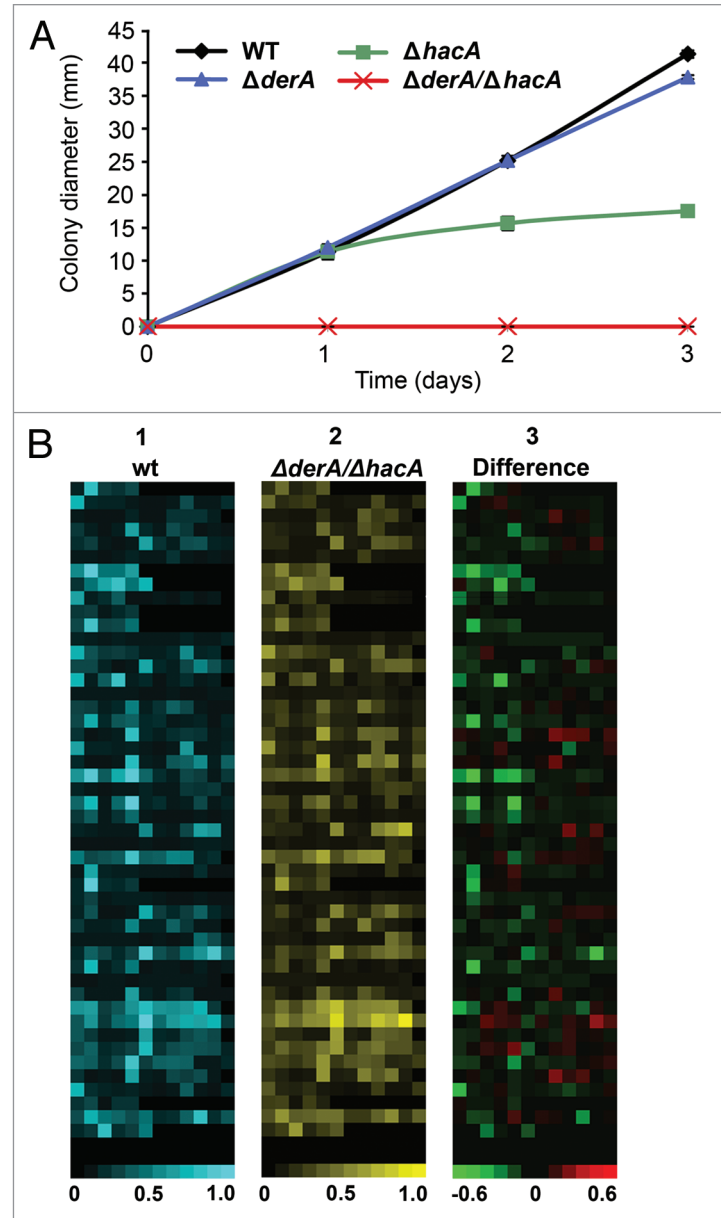 A
45
40
35
30
25
20
15
10
5
0
Colony diameter (mm)
WT
ΔhacA
ΔderA
ΔderA/ΔhacA
0 1 2 3
Time (days)
B
1 2 3
wt ΔderA/ΔhacA Difference
0 0.5 1.0 0 0.5 1.0 -0.6 0 0.6